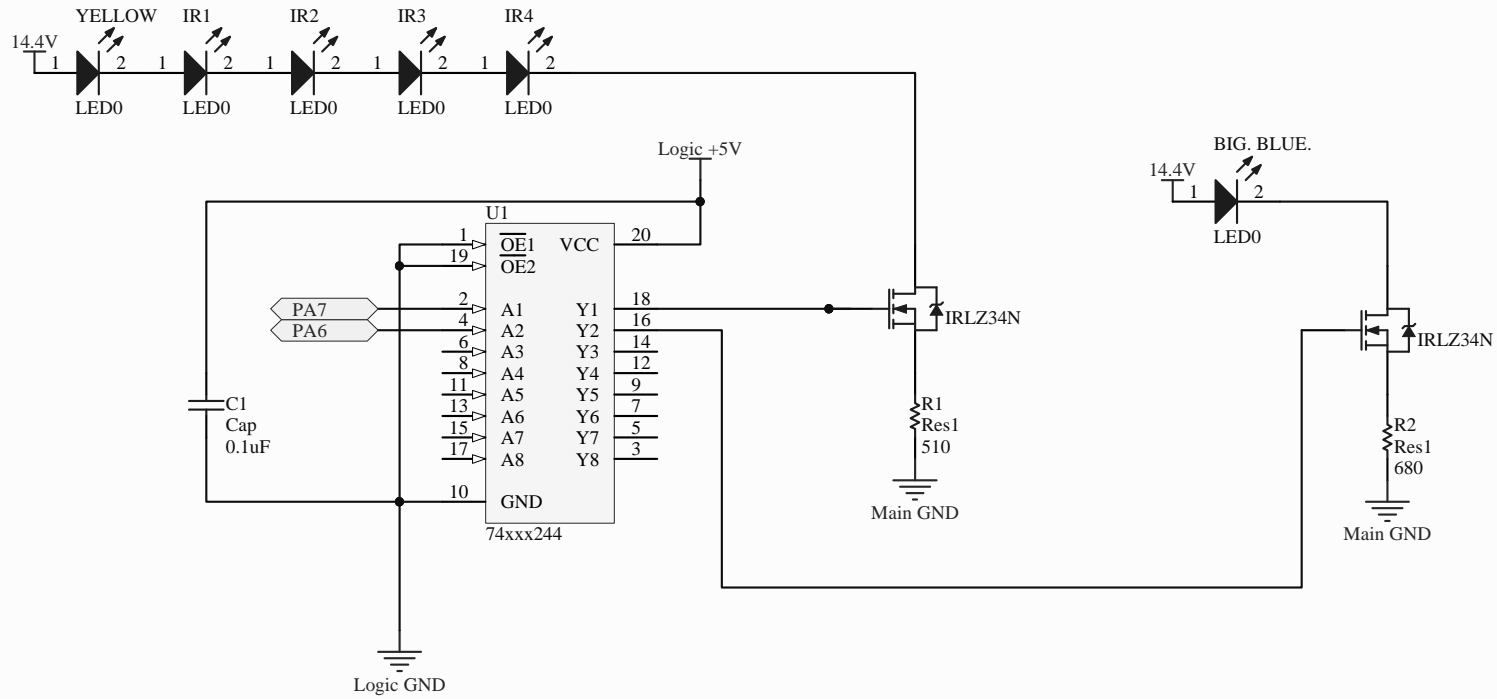 YELLOW IR1 IR2 IR3 IR4
14.4V
1 2 1 2 1 2 1 2 1 2
LED0 LED0 LED0 LED0 LED0
BIG. BLUE.
14.4V
1 2
LED0
Logic +5V
U1
1 OE1 VCC 20
19 OE2
PA7 2 A1 Y1 18
PA6 4 A2 Y2 16
6 A3 Y3 14
8 A4 Y4 12
11 A5 Y5 9
13 A6 Y6 7
15 A7 Y7 5
17 A8 Y8 3
10 GND
74xxx244
C1
Cap
0.1uF
Logic GND
IRLZ34N
R1
Res1
510
Main GND
IRLZ34N
R2
Res1
680
Main GND